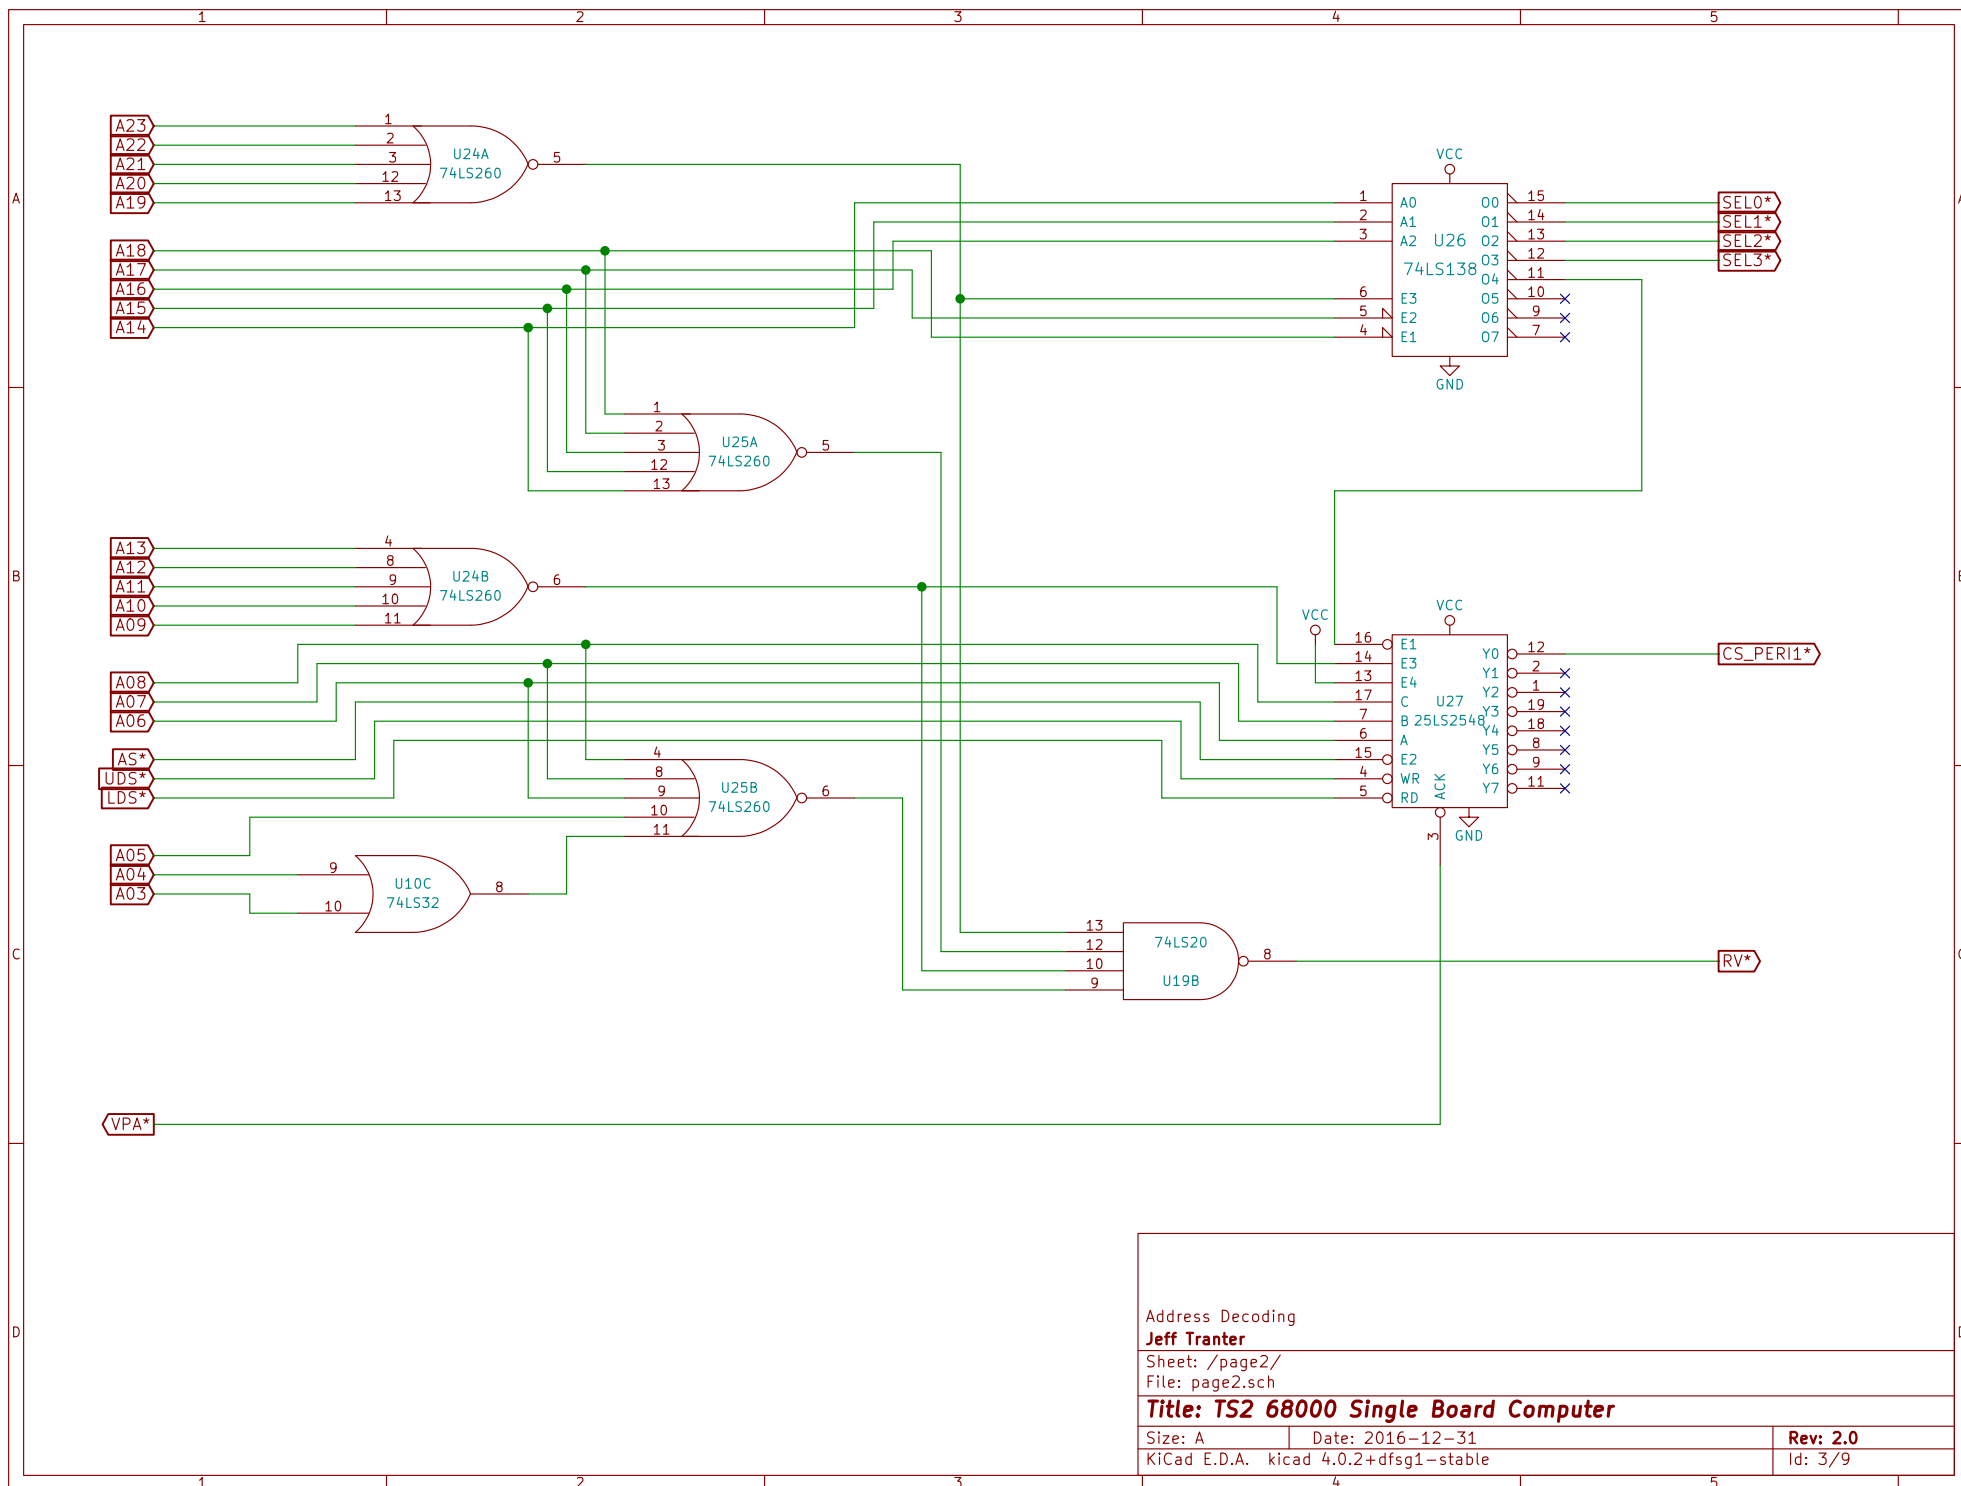 1 2 3 4 5
A
B
C
D
A23
A22
A21
A20
A19
1
2
3
12
13
U24A
74LS260
5
A18
A17
A16
A15
A14
VCC
1
2
3
6
5
4
A0
A1
A2
E3
E2
E1
U26
74LS138
O0
O1
O2
O3
O4
O5
O6
O7
15
14
13
12
11
10
9
7
GND
SEL0*
SEL1*
SEL2*
SEL3*
1
2
3
12
13
U25A
74LS260
5
A13
A12
A11
A10
A09
4
8
9
10
11
U24B
74LS260
6
A08
A07
A06
AS*
UDS*
LDS*
4
8
9
10
11
U25B
74LS260
6
VCC
VCC
16
14
13
17
7
6
15
4
5
E1
E3
E4
C
B
A
E2
WR
RD
U27
25LS2548
ACK
3
GND
Y0
Y1
Y2
Y3
Y4
Y5
Y6
Y7
12
2
1
19
18
8
9
11
CS_PERI1*
A05
A04
A03
9
10
U10C
74LS32
8
13
12
10
9
74LS20
U19B
8
RV*
VPA*
Address Decoding
Jeff Tranter
Sheet: /page2/
File: page2.sch
Title: TS2 68000 Single Board Computer
Size: A Date: 2016-12-31 Rev: 2.0
KiCad E.D.A. kicad 4.0.2+dfsg1-stable Id: 3/9
1 2 3 4 5